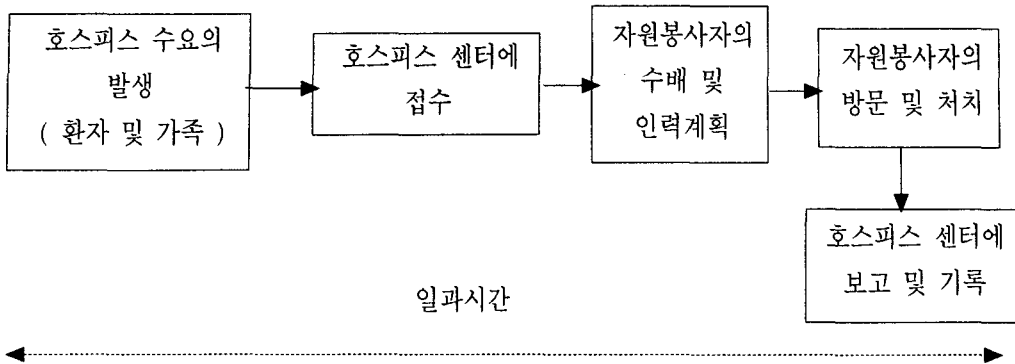 호스피스 수요의
발생
( 환자 및 가족 )
호스피스 센터에
접수
자원봉사자의
수배 및
인력계획
자원봉사자의
방문 및 처치
호스피스 센터에
보고 및 기록
일과시간